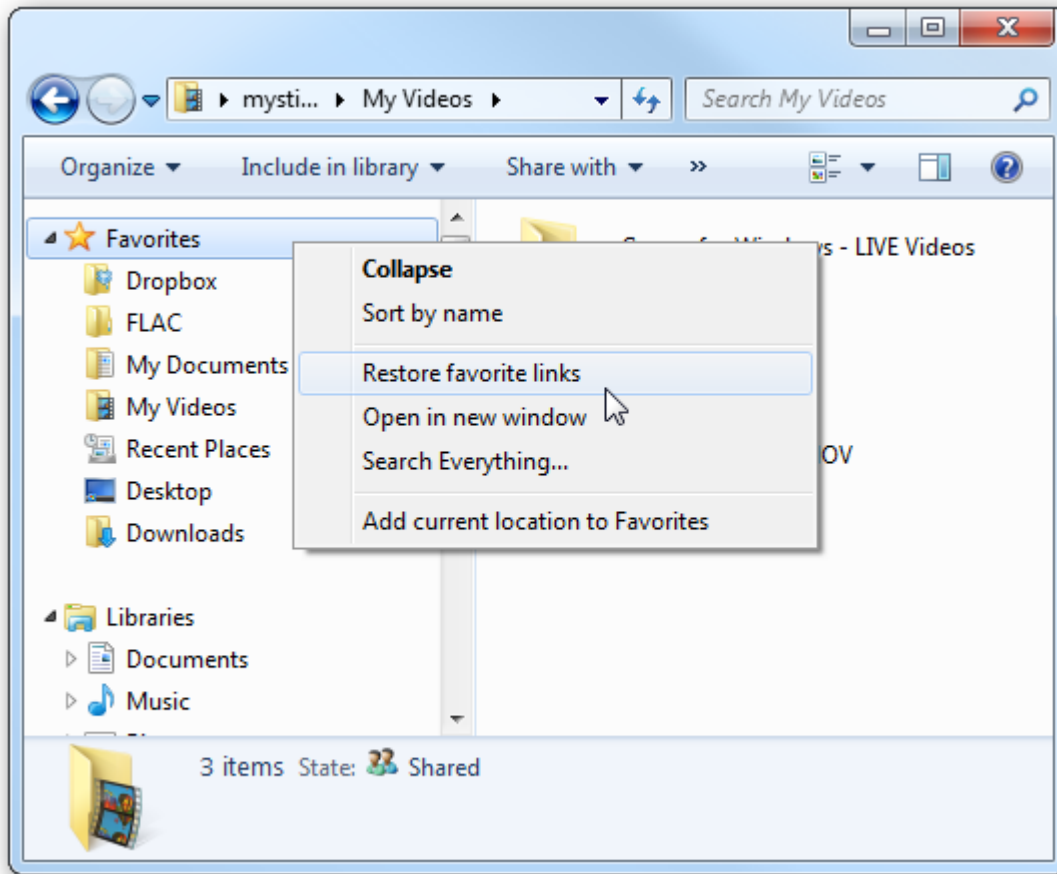 mysti... My Videos
Search My Videos
Organize Include in library Share with »
Favorites
Dropbox
FLAC
My Documents
My Videos
Recent Places
Desktop
Downloads
Libraries
Documents
Music
- LIVE Videos
OV
Collapse
Sort by name
Restore favorite links
Open in new window
Search Everything...
Add current location to Favorites
3 items State: Shared